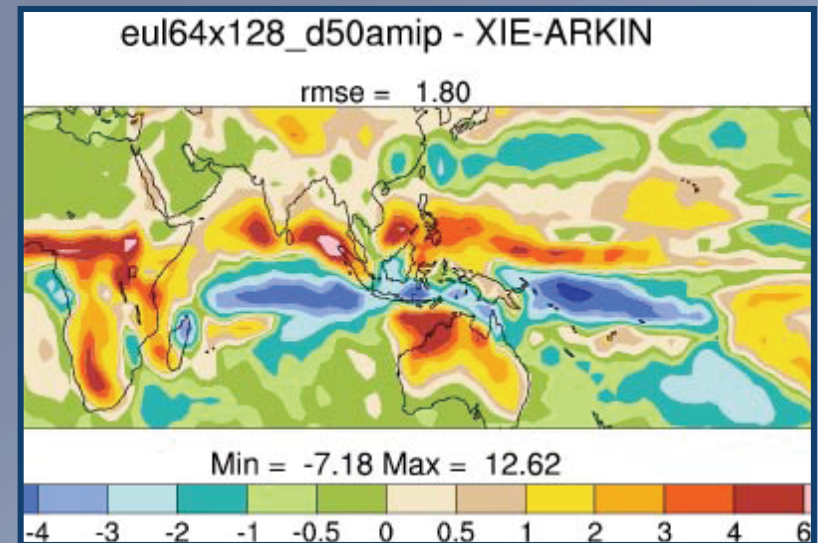 eul64x128_d50amip - XIE-ARKIN
rmse = 1.80
Min = -7.18 Max = 12.62
-4 -3 -2 -1 -0.5 0 0.5 1 2 3 4 6